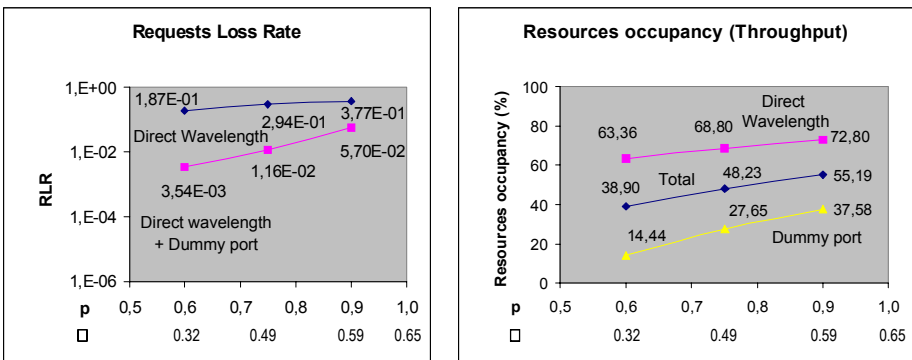 Requests Loss Rate
1,E+00
1,E-02
1,E-04
1,E-06
RLR
1,87E-01
2,94E-01
3,77E-01
Direct Wavelength
3,54E-03
1,16E-02
5,70E-02
Direct wavelength
+ Dummy port
p 0,5 0,6 0,7 0,8 0,9 1,0
0.32 0.49 0.59 0.65
Resources occupancy (Throughput)
100
80
60
40
20
0
Resources occupancy (%)
Direct
Wavelength
63,36
68,80
72,80
Total
38,90
48,23
55,19
14,44
27,65
37,58
Dummy port
p 0,5 0,6 0,7 0,8 0,9 1,0
0.32 0.49 0.59 0.65